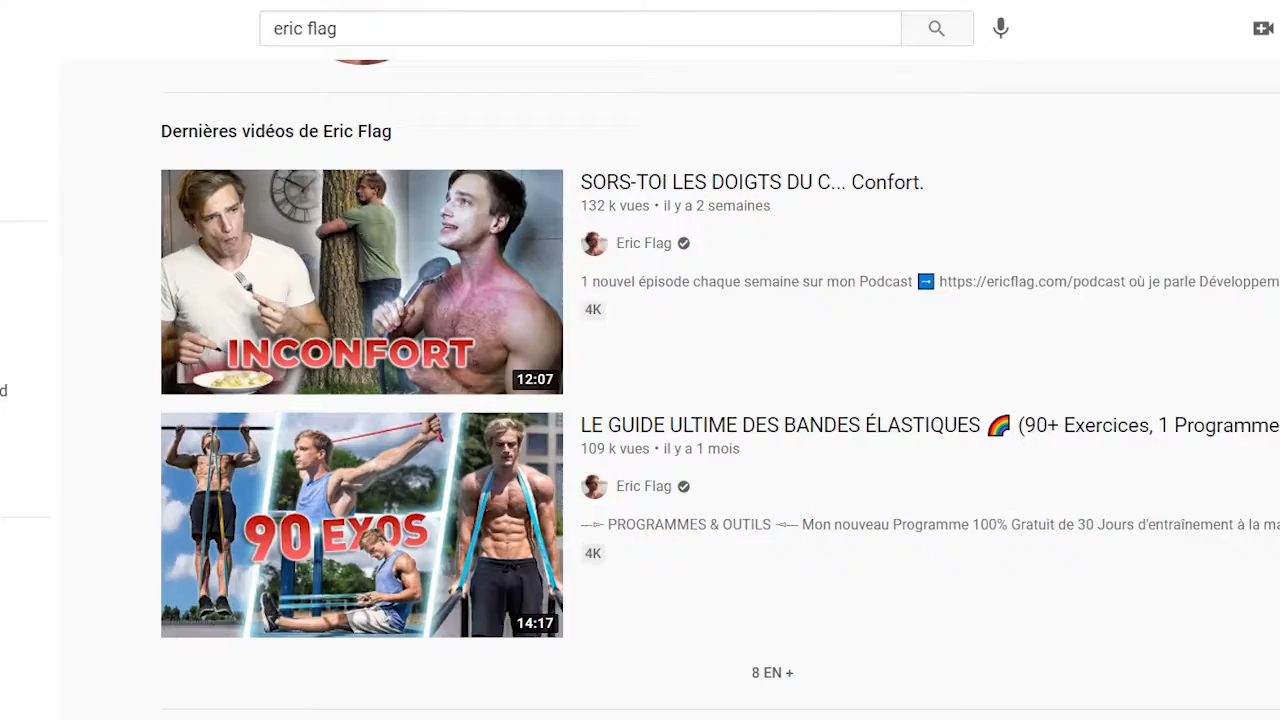 eric flag
Dernières vidéos de Eric Flag
SORS-TOI LES DOIGTS DU C... Confort.
132 k vues • il y a 2 semaines
Eric Flag
1 nouvel épisode chaque semaine sur mon Podcast ➡ https://ericflag.com/podcast où je parle Développem
4K
INCONFORT
12:07
LE GUIDE ULTIME DES BANDES ÉLASTIQUES 🌈 (90+ Exercices, 1 Programme
109 k vues • il y a 1 mois
Eric Flag
—▻ PROGRAMMES & OUTILS ◅— Mon nouveau Programme 100% Gratuit de 30 Jours d'entraînement à la ma
4K
90 EXOS
14:17
8 EN +
d